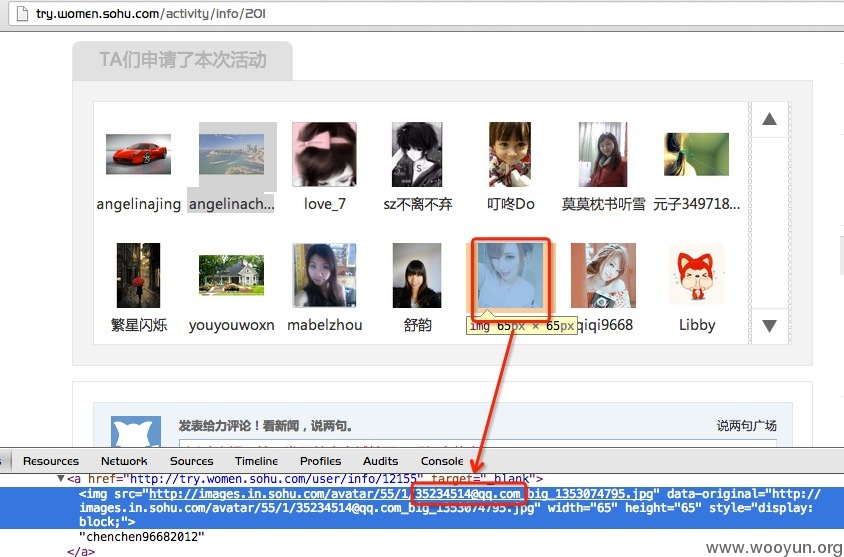 try.women.sohu.com/activity/info/201
TA们申请了本次活动
angelinajing angelinach... love_7 sz不离不弃 叮咚Do 莫莫枕书听雪 元子349718...
繁星闪烁 youyouwoxn mabelzhou 舒韵 qiqi9668 Libby
img 65px × 65px
发表给力评论！看新闻，说两句。 说两句广场
Resources Network Sources Timeline Profiles Audits Console
▼<a href="http://try.women.sohu.com/user/info/12155" target="_blank">
<img src="http://images.in.sohu.com/avatar/55/1/35234514@qq.com_big_1353074795.jpg" data-original="http://
images.in.sohu.com/avatar/55/1/35234514@qq.com_big_1353074795.jpg" width="65" height="65" style="display:
block;">
"chenchen96682012"
</a>
www.wooyun.org